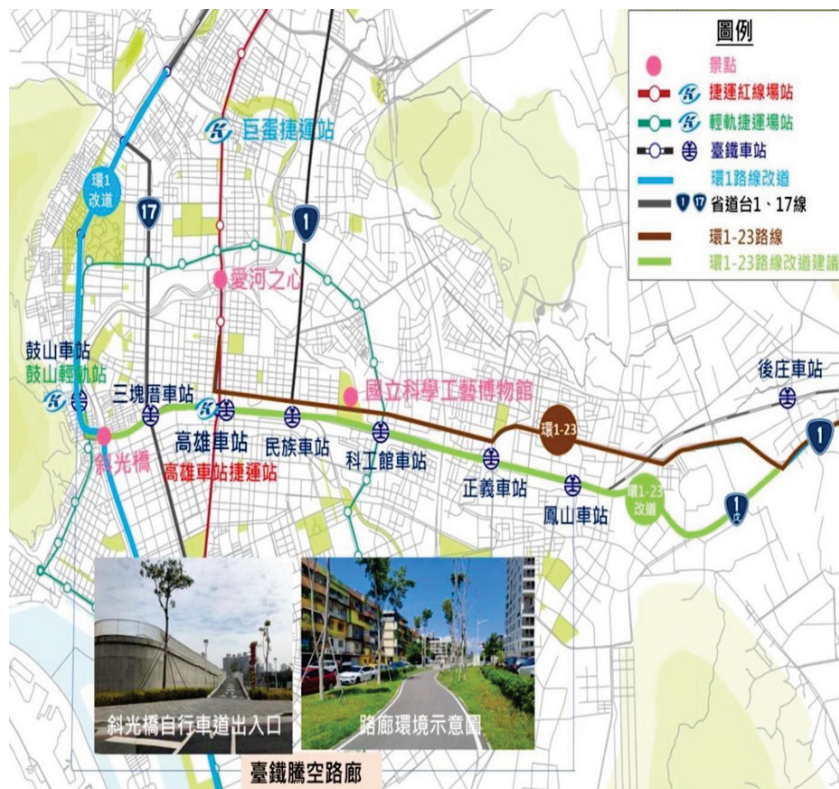 圖例
景點
捷運紅線場站
輕軌捷運場站
臺鐵車站
環1路線改道
1 17 省道台1、17線
環1-23路線
環1-23路線改道建議
巨蛋捷運站
環1
改道
17
1
愛河之心
鼓山車站
鼓山輕軌站
三塊厝車站
國立科學工藝博物館
後庄車站
高雄車站
民族車站
環1-23
1
斜光橋
高雄車站捷運站
科工館車站
正義車站
鳳山車站
環1-23
改道
1戊
斜光橋自行車道出入口
路廊環境示意圖
臺鐵騰空路廊